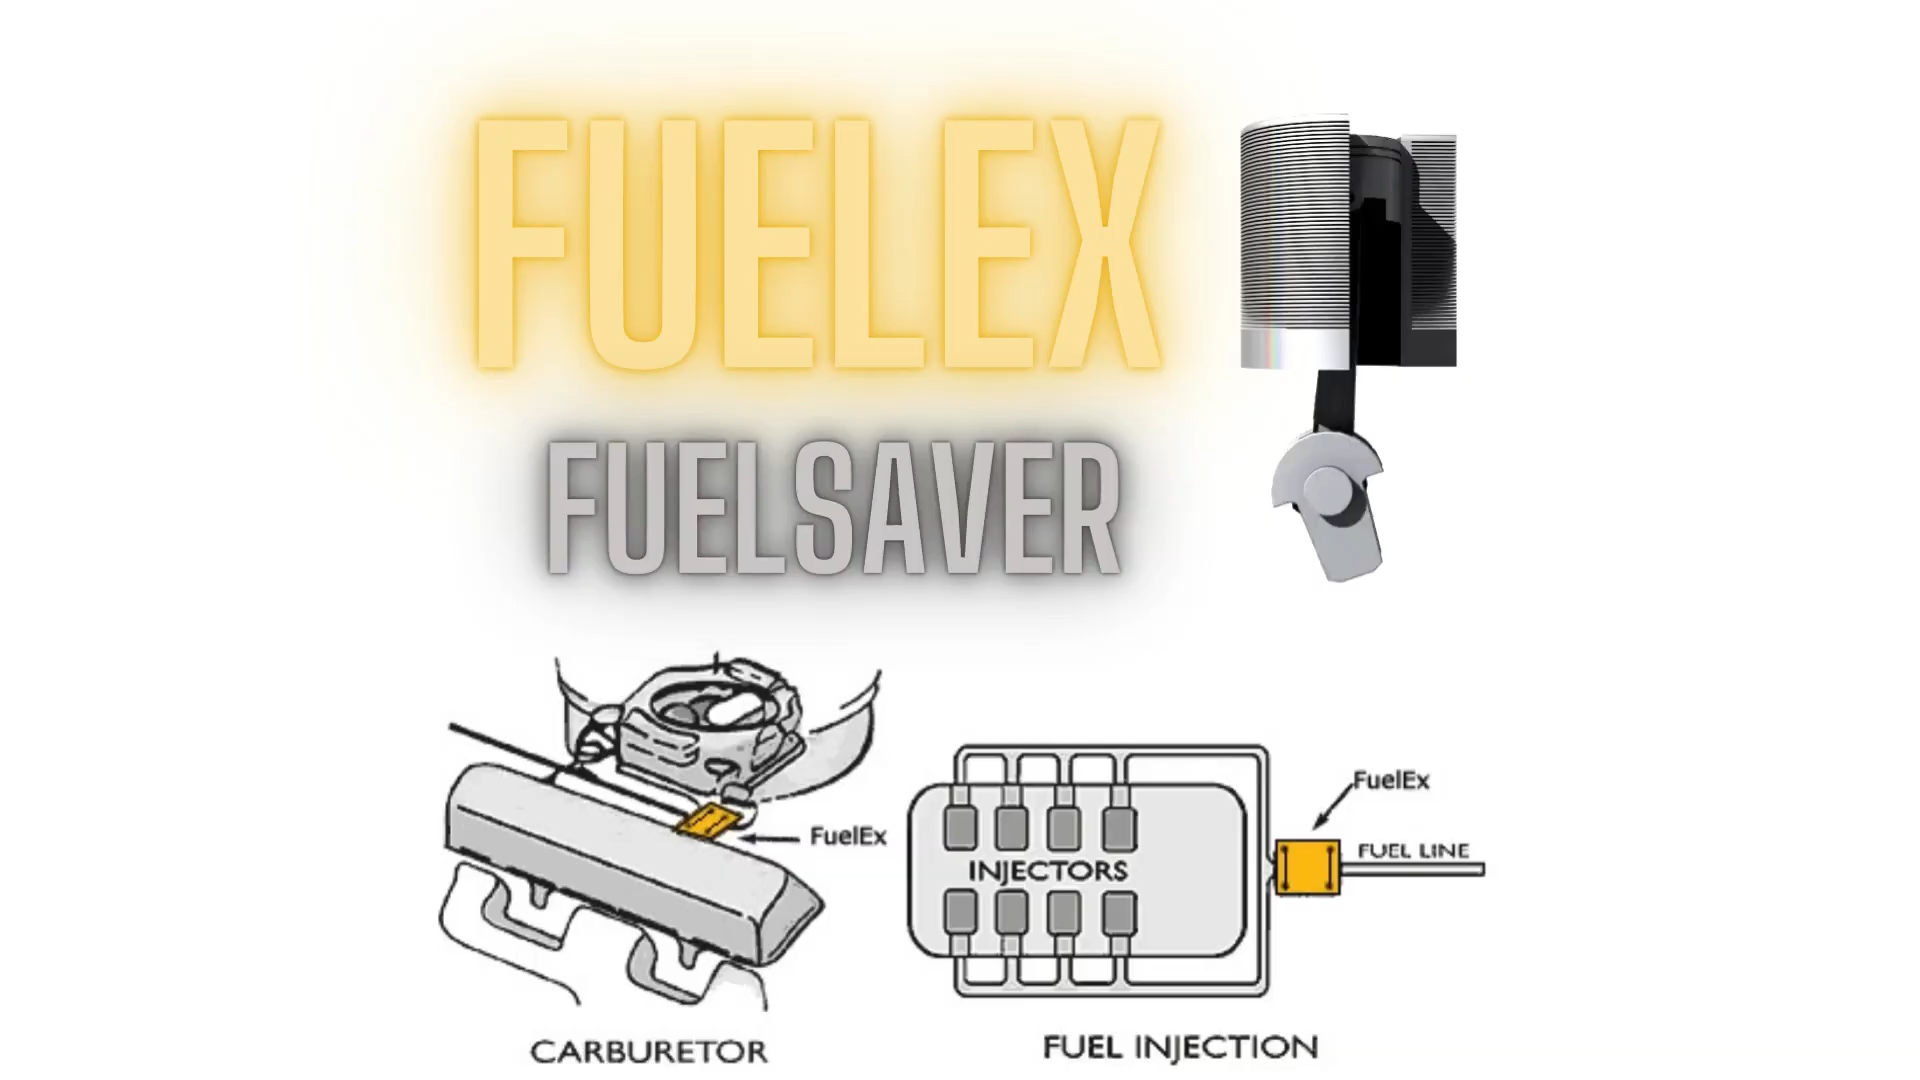 FUELEX
FUELSAVER
FuelEx
CARBURETOR
FuelEx
FUEL LINE
INJECTORS
FUEL INJECTION